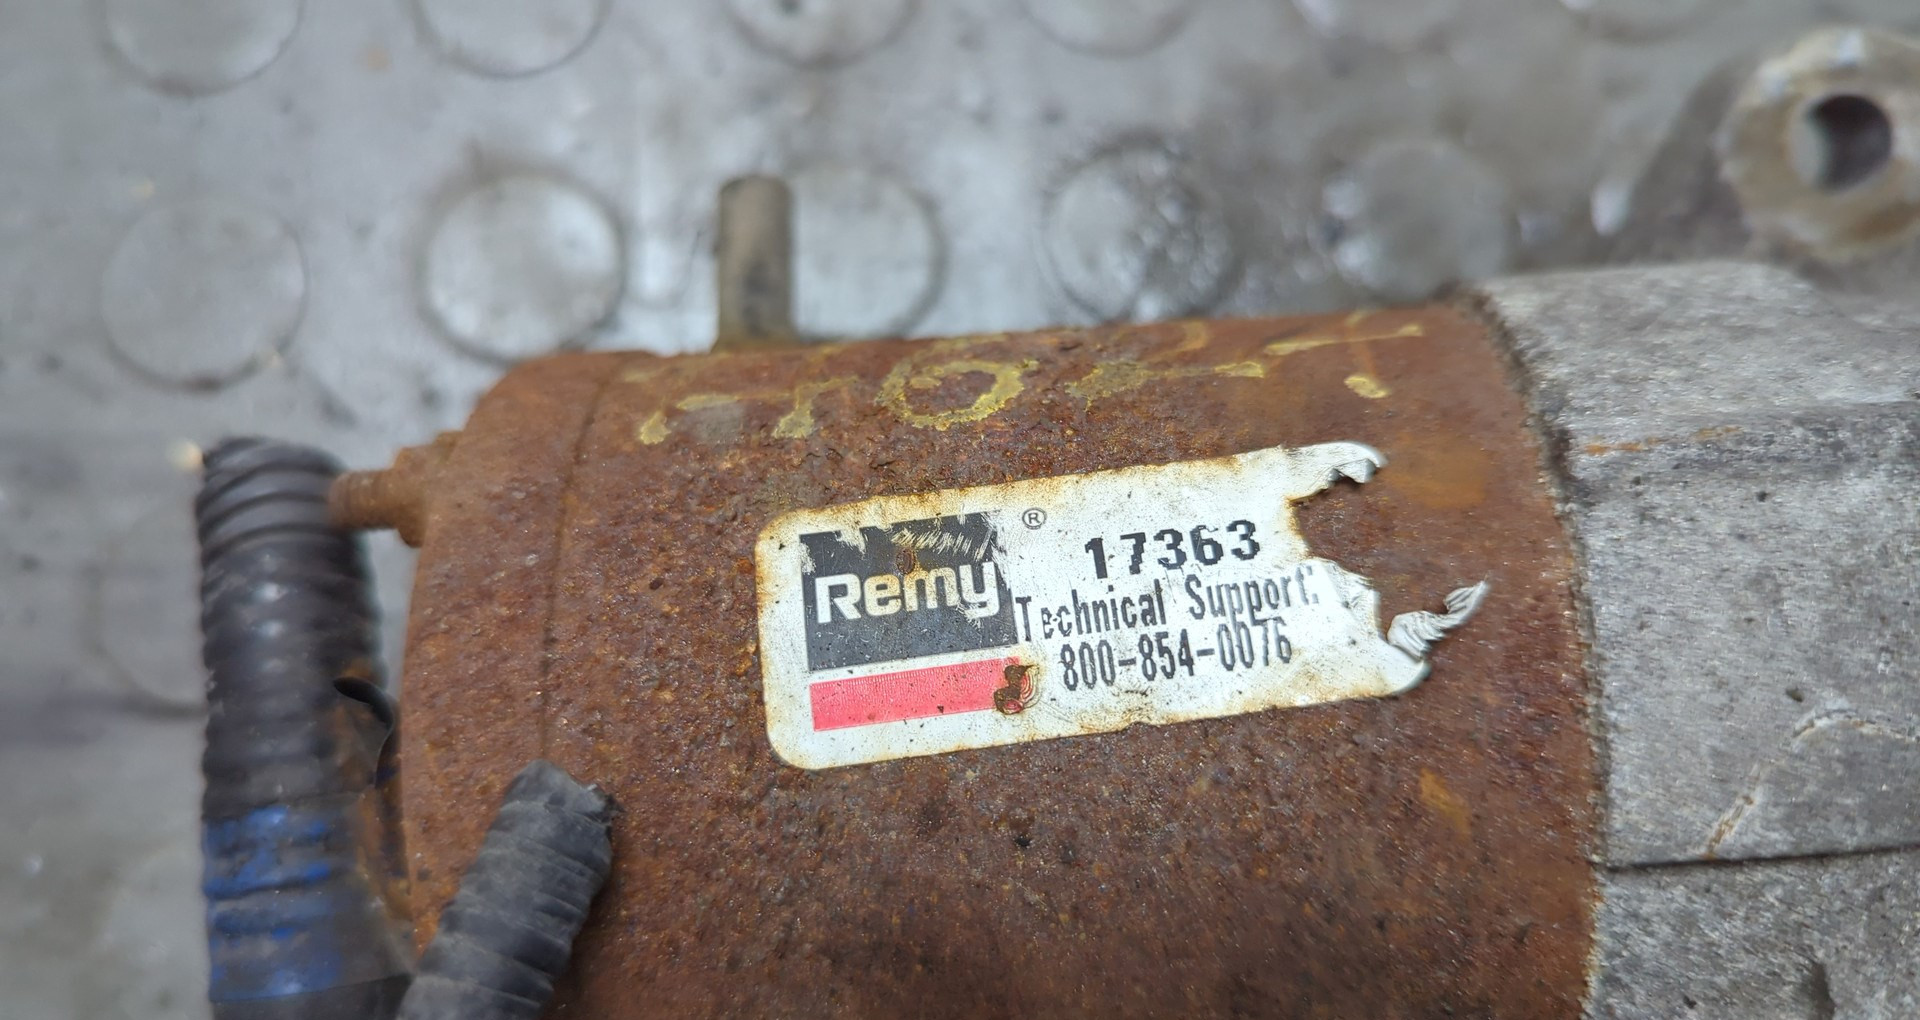 Remy®
17363
Technical Support:
800-854-0076